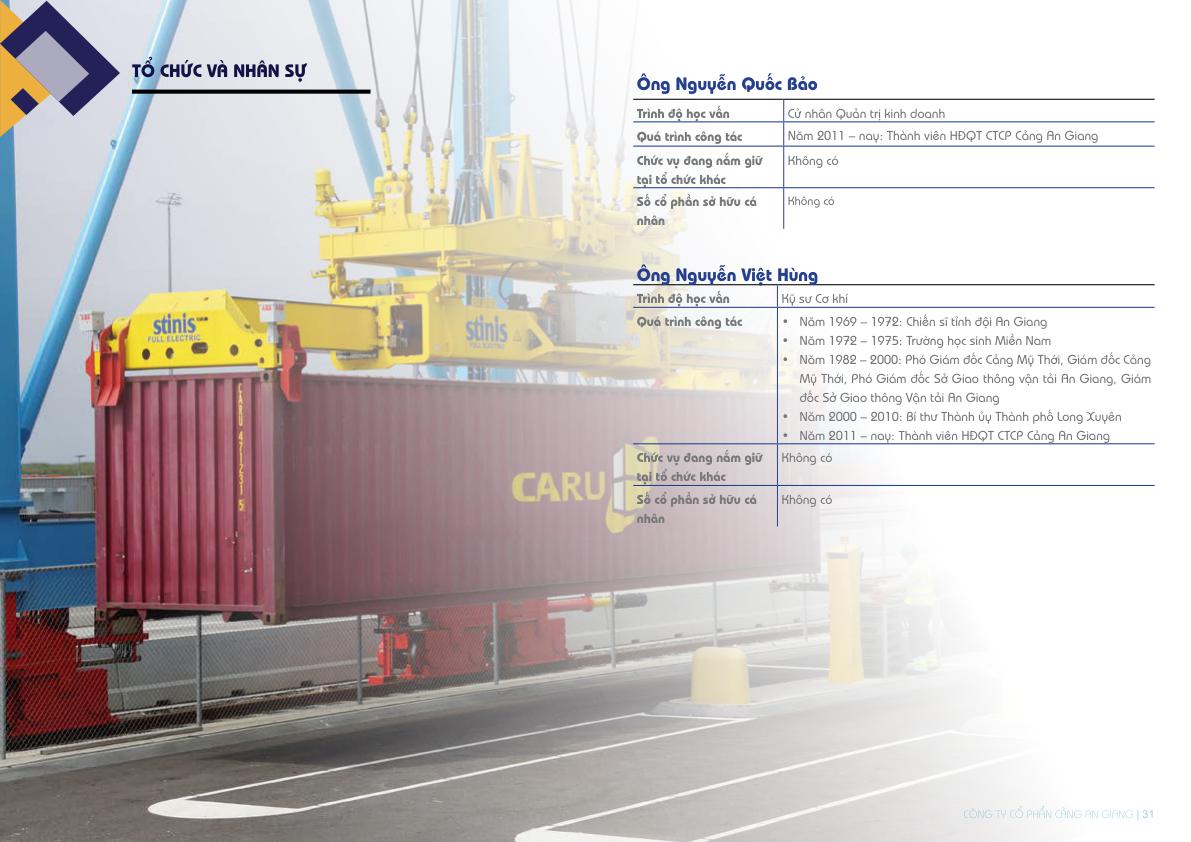 TỔ CHỨC VÀ NHÂN SỰ
Ông Nguyễn Quốc Bảo
Trình độ học vấn Cử nhân Quản trị kinh doanh
Quá trình công tác Năm 2011 – nay: Thành viên HĐQT CTCP Cảng An Giang
Chức vụ đang nắm giữ Không có
tại tổ chức khác
Số cổ phần sở hữu cá Không có
nhân
Ông Nguyễn Việt Hùng
Trình độ học vấn Kỹ sư Cơ khí
Quá trình công tác • Năm 1969 – 1972: Chiến sĩ tỉnh đội An Giang
• Năm 1972 – 1975: Trường học sinh Miền Nam
• Năm 1982 – 2000: Phó Giám đốc Cảng Mỹ Thới, Giám đốc Cảng
Mỹ Thới, Phó Giám đốc Sở Giao thông vận tải An Giang, Giám
đốc Sở Giao thông Vận tải An Giang
• Năm 2000 – 2010: Bí thư Thành ủy Thành phố Long Xuyên
• Năm 2011 – nay: Thành viên HĐQT CTCP Cảng An Giang
Chức vụ đang nắm giữ Không có
tại tổ chức khác
Số cổ phần sở hữu cá Không có
nhân
stinis
FULL ELECTRIC
ABB
ABB
stinis
FULL ELECTRIC
CARU 471231 5
CARU
CÔNG TY CỔ PHẦN CẢNG AN GIANG | 31